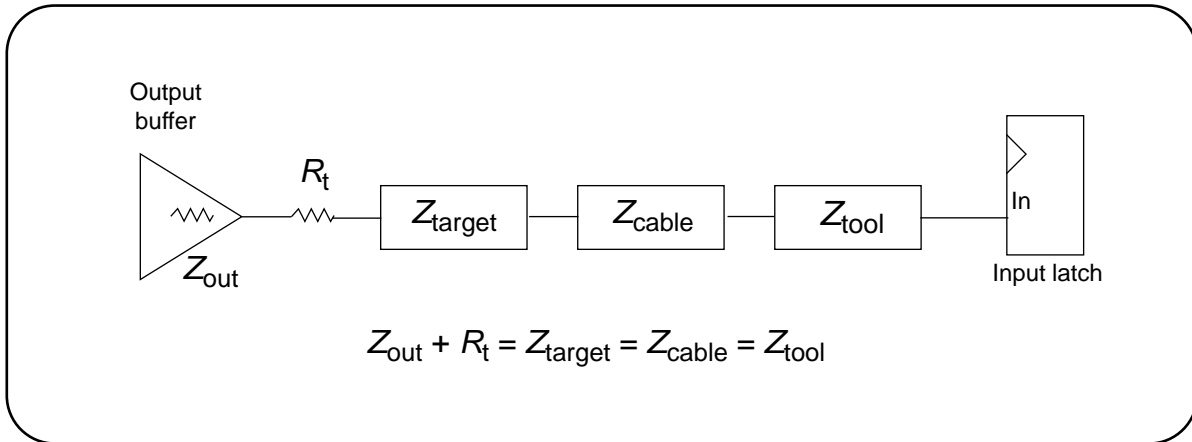 Output
buffer
Rt
Ztarget
Zcable
Ztool
In
Zout
Input latch
Zout + Rt = Ztarget = Zcable = Ztool